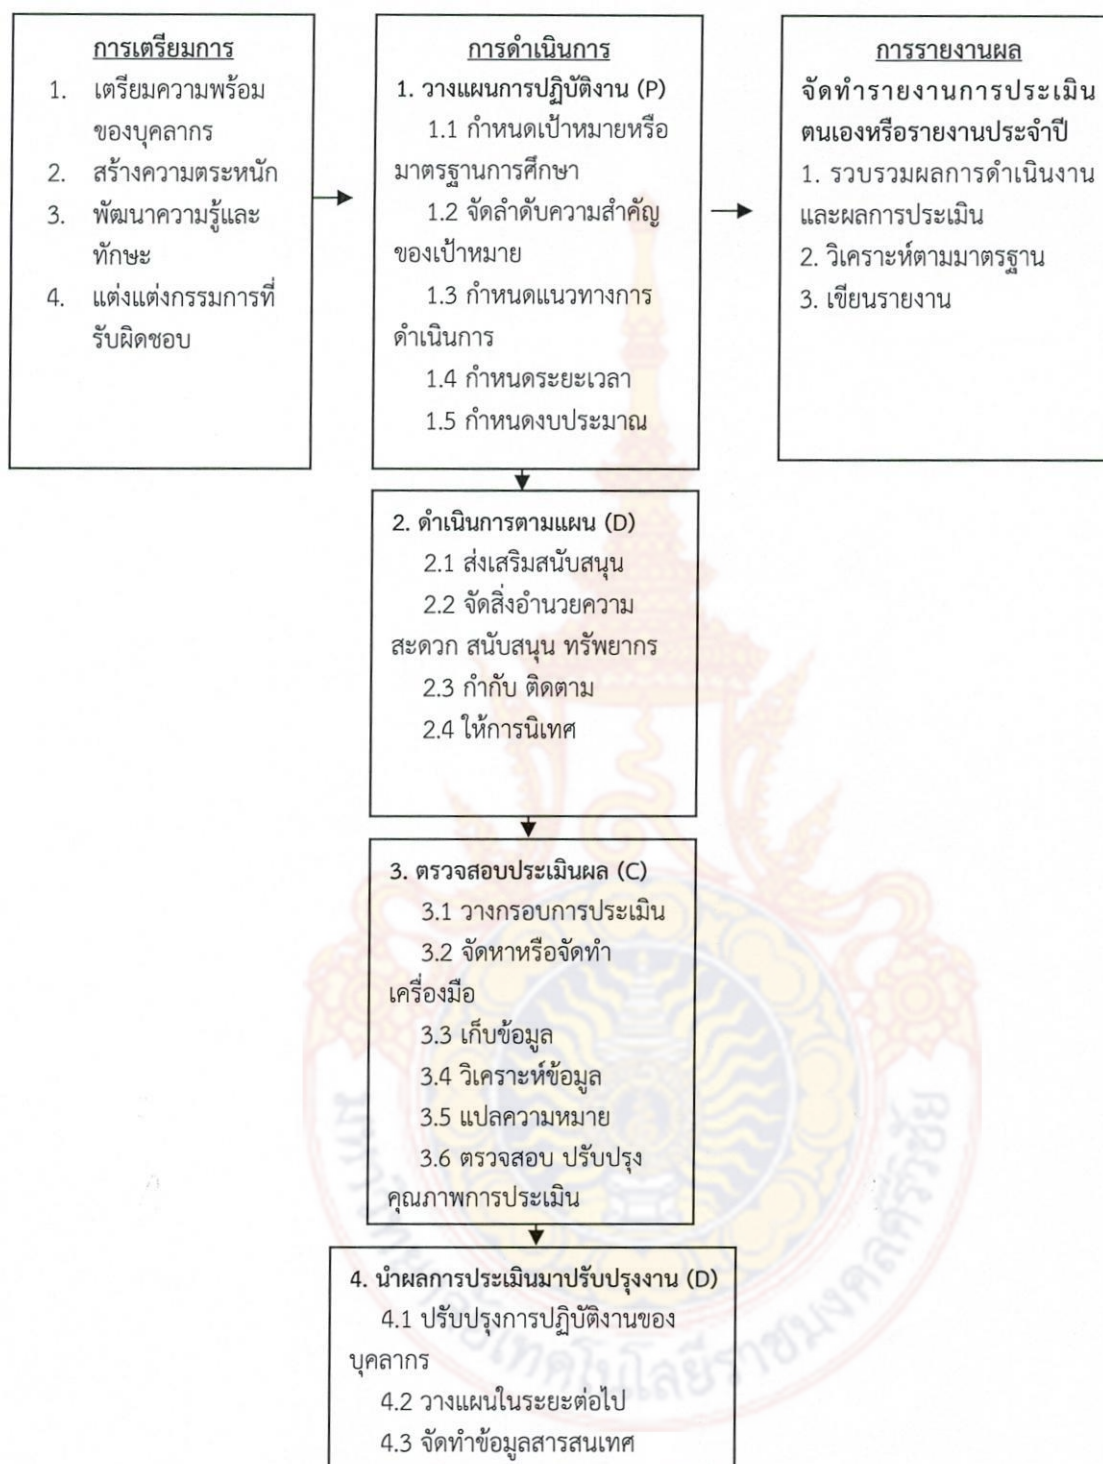 การเตรียมการ
1. เตรียมความพร้อม
ของบุคลากร
2. สร้างความตระหนัก
3. พัฒนาความรู้และ
ทักษะ
4. แต่งแต่งกรรมการที่
รับผิดชอบ
การดำเนินการ
1. วางแผนการปฏิบัติงาน (P)
1.1 กำหนดเป้าหมายหรือ
มาตรฐานการศึกษา
1.2 จัดลำดับความสำคัญ
ของเป้าหมาย
1.3 กำหนดแนวทางการ
ดำเนินการ
1.4 กำหนดระยะเวลา
1.5 กำหนดงบประมาณ
การรายงานผล
จัดทำรายงานการประเมิน
ตนเองหรือรายงานประจำปี
1. รวบรวมผลการดำเนินงาน
และผลการประเมิน
2. วิเคราะห์ตามมาตรฐาน
3. เขียนรายงาน
2. ดำเนินการตามแผน (D)
2.1 ส่งเสริมสนับสนุน
2.2 จัดสิ่งอำนวยความ
สะดวก สนับสนุน ทรัพยากร
2.3 กำกับ ติดตาม
2.4 ให้การนิเทศ
3. ตรวจสอบประเมินผล (C)
3.1 วางกรอบการประเมิน
3.2 จัดหาหรือจัดทำ
เครื่องมือ
3.3 เก็บข้อมูล
3.4 วิเคราะห์ข้อมูล
3.5 แปลความหมาย
3.6 ตรวจสอบ ปรับปรุง
คุณภาพการประเมิน
4. นำผลการประเมินมาปรับปรุงงาน (D)
4.1 ปรับปรุงการปฏิบัติงานของ
บุคลากร
4.2 วางแผนในระยะต่อไป
4.3 จัดทำข้อมูลสารสนเทศ
มหาวิทยาลัยเทคโนโลยีราชมงคลศรีวิชัย